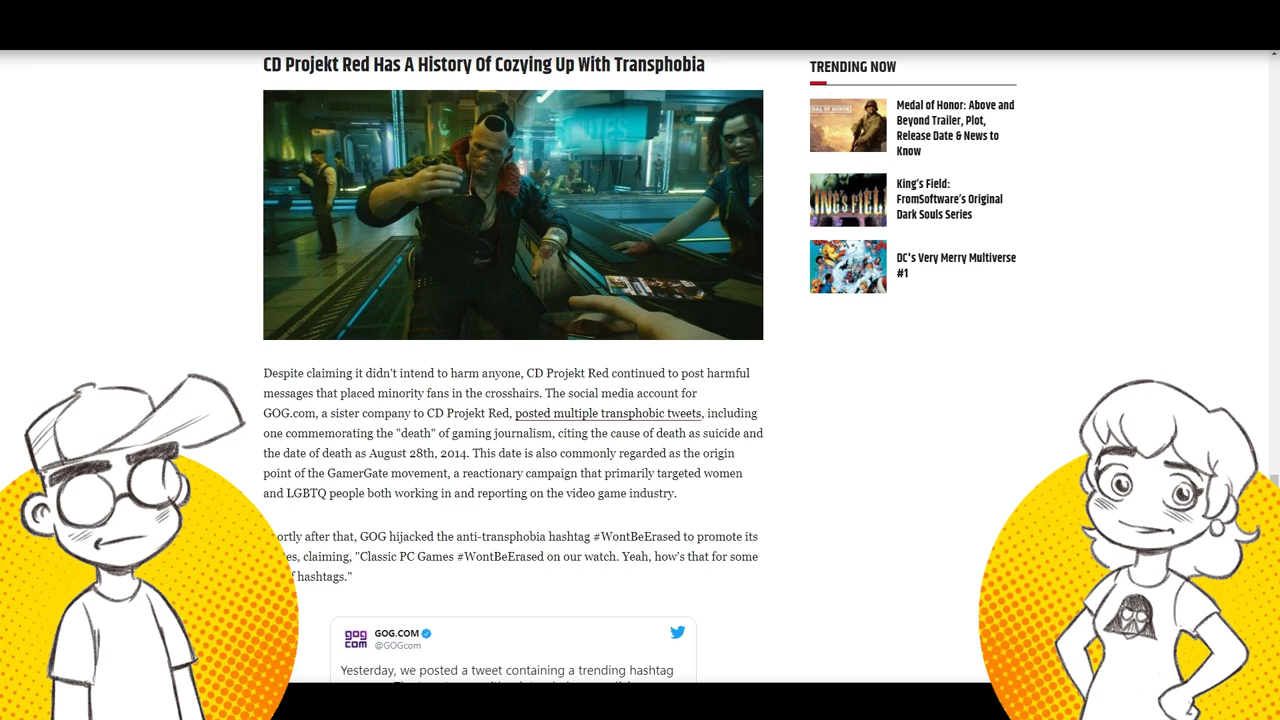 CD Projekt Red Has A History Of Cozying Up With Transphobia
Despite claiming it didn't intend to harm anyone, CD Projekt Red continued to post harmful
messages that placed minority fans in the crosshairs. The social media account for
GOG.com, a sister company to CD Projekt Red, posted multiple transphobic tweets, including
one commemorating the "death" of gaming journalism, citing the cause of death as suicide and
the date of death as August 28th, 2014. This date is also commonly regarded as the origin
point of the GamerGate movement, a reactionary campaign that primarily targeted women
and LGBTQ people both working in and reporting on the video game industry.
ortly after that, GOG hijacked the anti-transphobia hashtag #WontBeErased to promote its
es, claiming, "Classic PC Games #WontBeErased on our watch. Yeah, how's that for some
f hashtags."
gog
com
GOG.COM
@GOGcom
Yesterday, we posted a tweet containing a trending hashtag
TRENDING NOW
Medal of Honor: Above and
Beyond Trailer, Plot,
Release Date & News to
Know
King's Field:
FromSoftware's Original
Dark Souls Series
DC's Very Merry Multiverse
#1